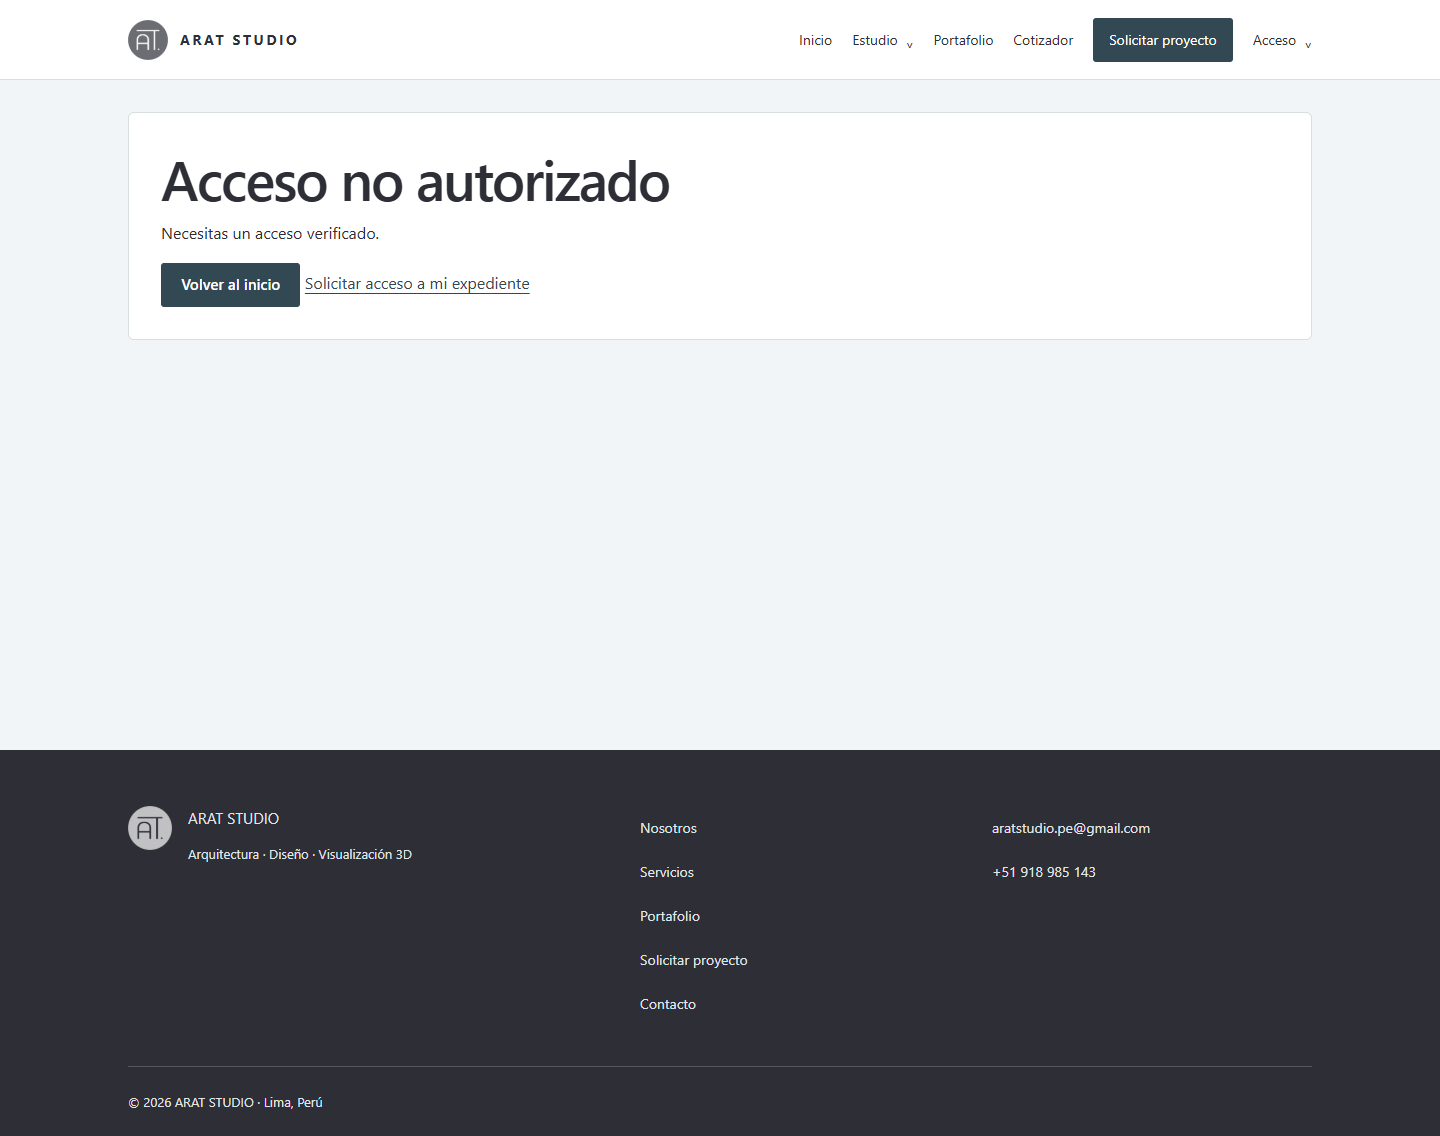 AT. ARAT STUDIO Inicio Estudio v Portafolio Cotizador Solicitar proyecto Acceso v
Acceso no autorizado
Necesitas un acceso verificado.
Volver al inicio Solicitar acceso a mi expediente
AT. ARAT STUDIO
Arquitectura · Diseño · Visualización 3D
Nosotros
Servicios
Portafolio
Solicitar proyecto
Contacto
aratstudio.pe@gmail.com
+51 918 985 143
© 2026 ARAT STUDIO · Lima, Perú